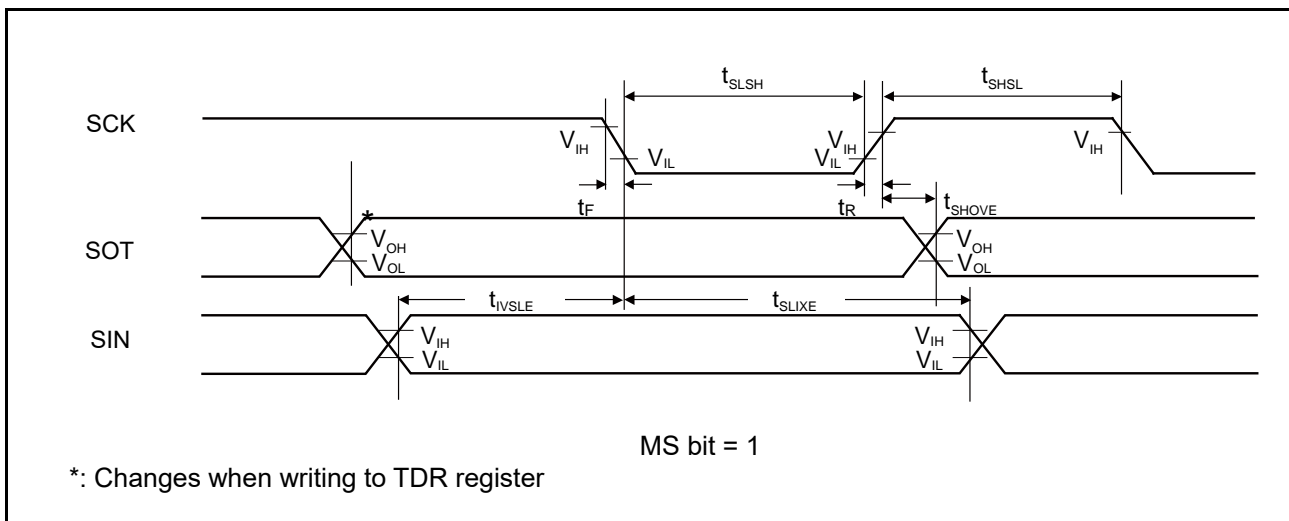 tSLSH
tSHSL
SCK
VIH
VIL
VIH
VIL
VIH
tF
tR
tSHOVE
*
SOT
VOH
VOL
VOH
VOL
tIVSLE
tSLIXE
SIN
VIH
VIL
VIH
VIL
MS bit = 1
*: Changes when writing to TDR register